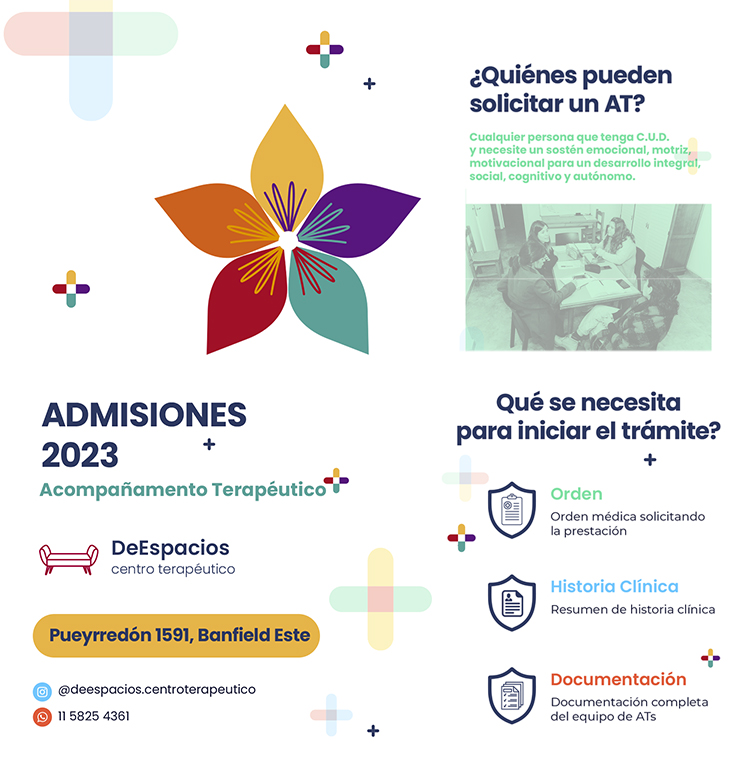 ADMISIONES
2023
Acompañamento Terapéutico
DeEspacios
centro terapéutico
Pueyrredón 1591, Banfield Este
@deespacios.centroterapeutico
11 5825 4361
¿Quiénes pueden
solicitar un AT?
Cualquier persona que tenga C.U.D.
y necesite un sostén emocional, motriz,
motivacional para un desarrollo integral,
social, cognitivo y autónomo.
Qué se necesita
para iniciar el trámite?
Orden
Orden médica solicitando
la prestación
Historia Clínica
Resumen de historia clínica
Documentación
Documentación completa
del equipo de ATs